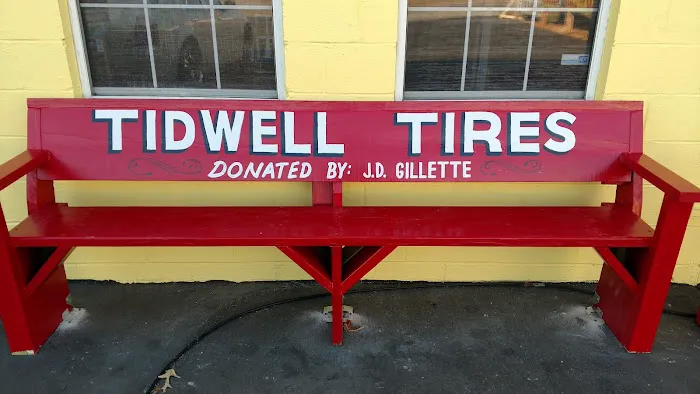 TIDWELL TIRES
DONATED BY: J.D. GILLETTE